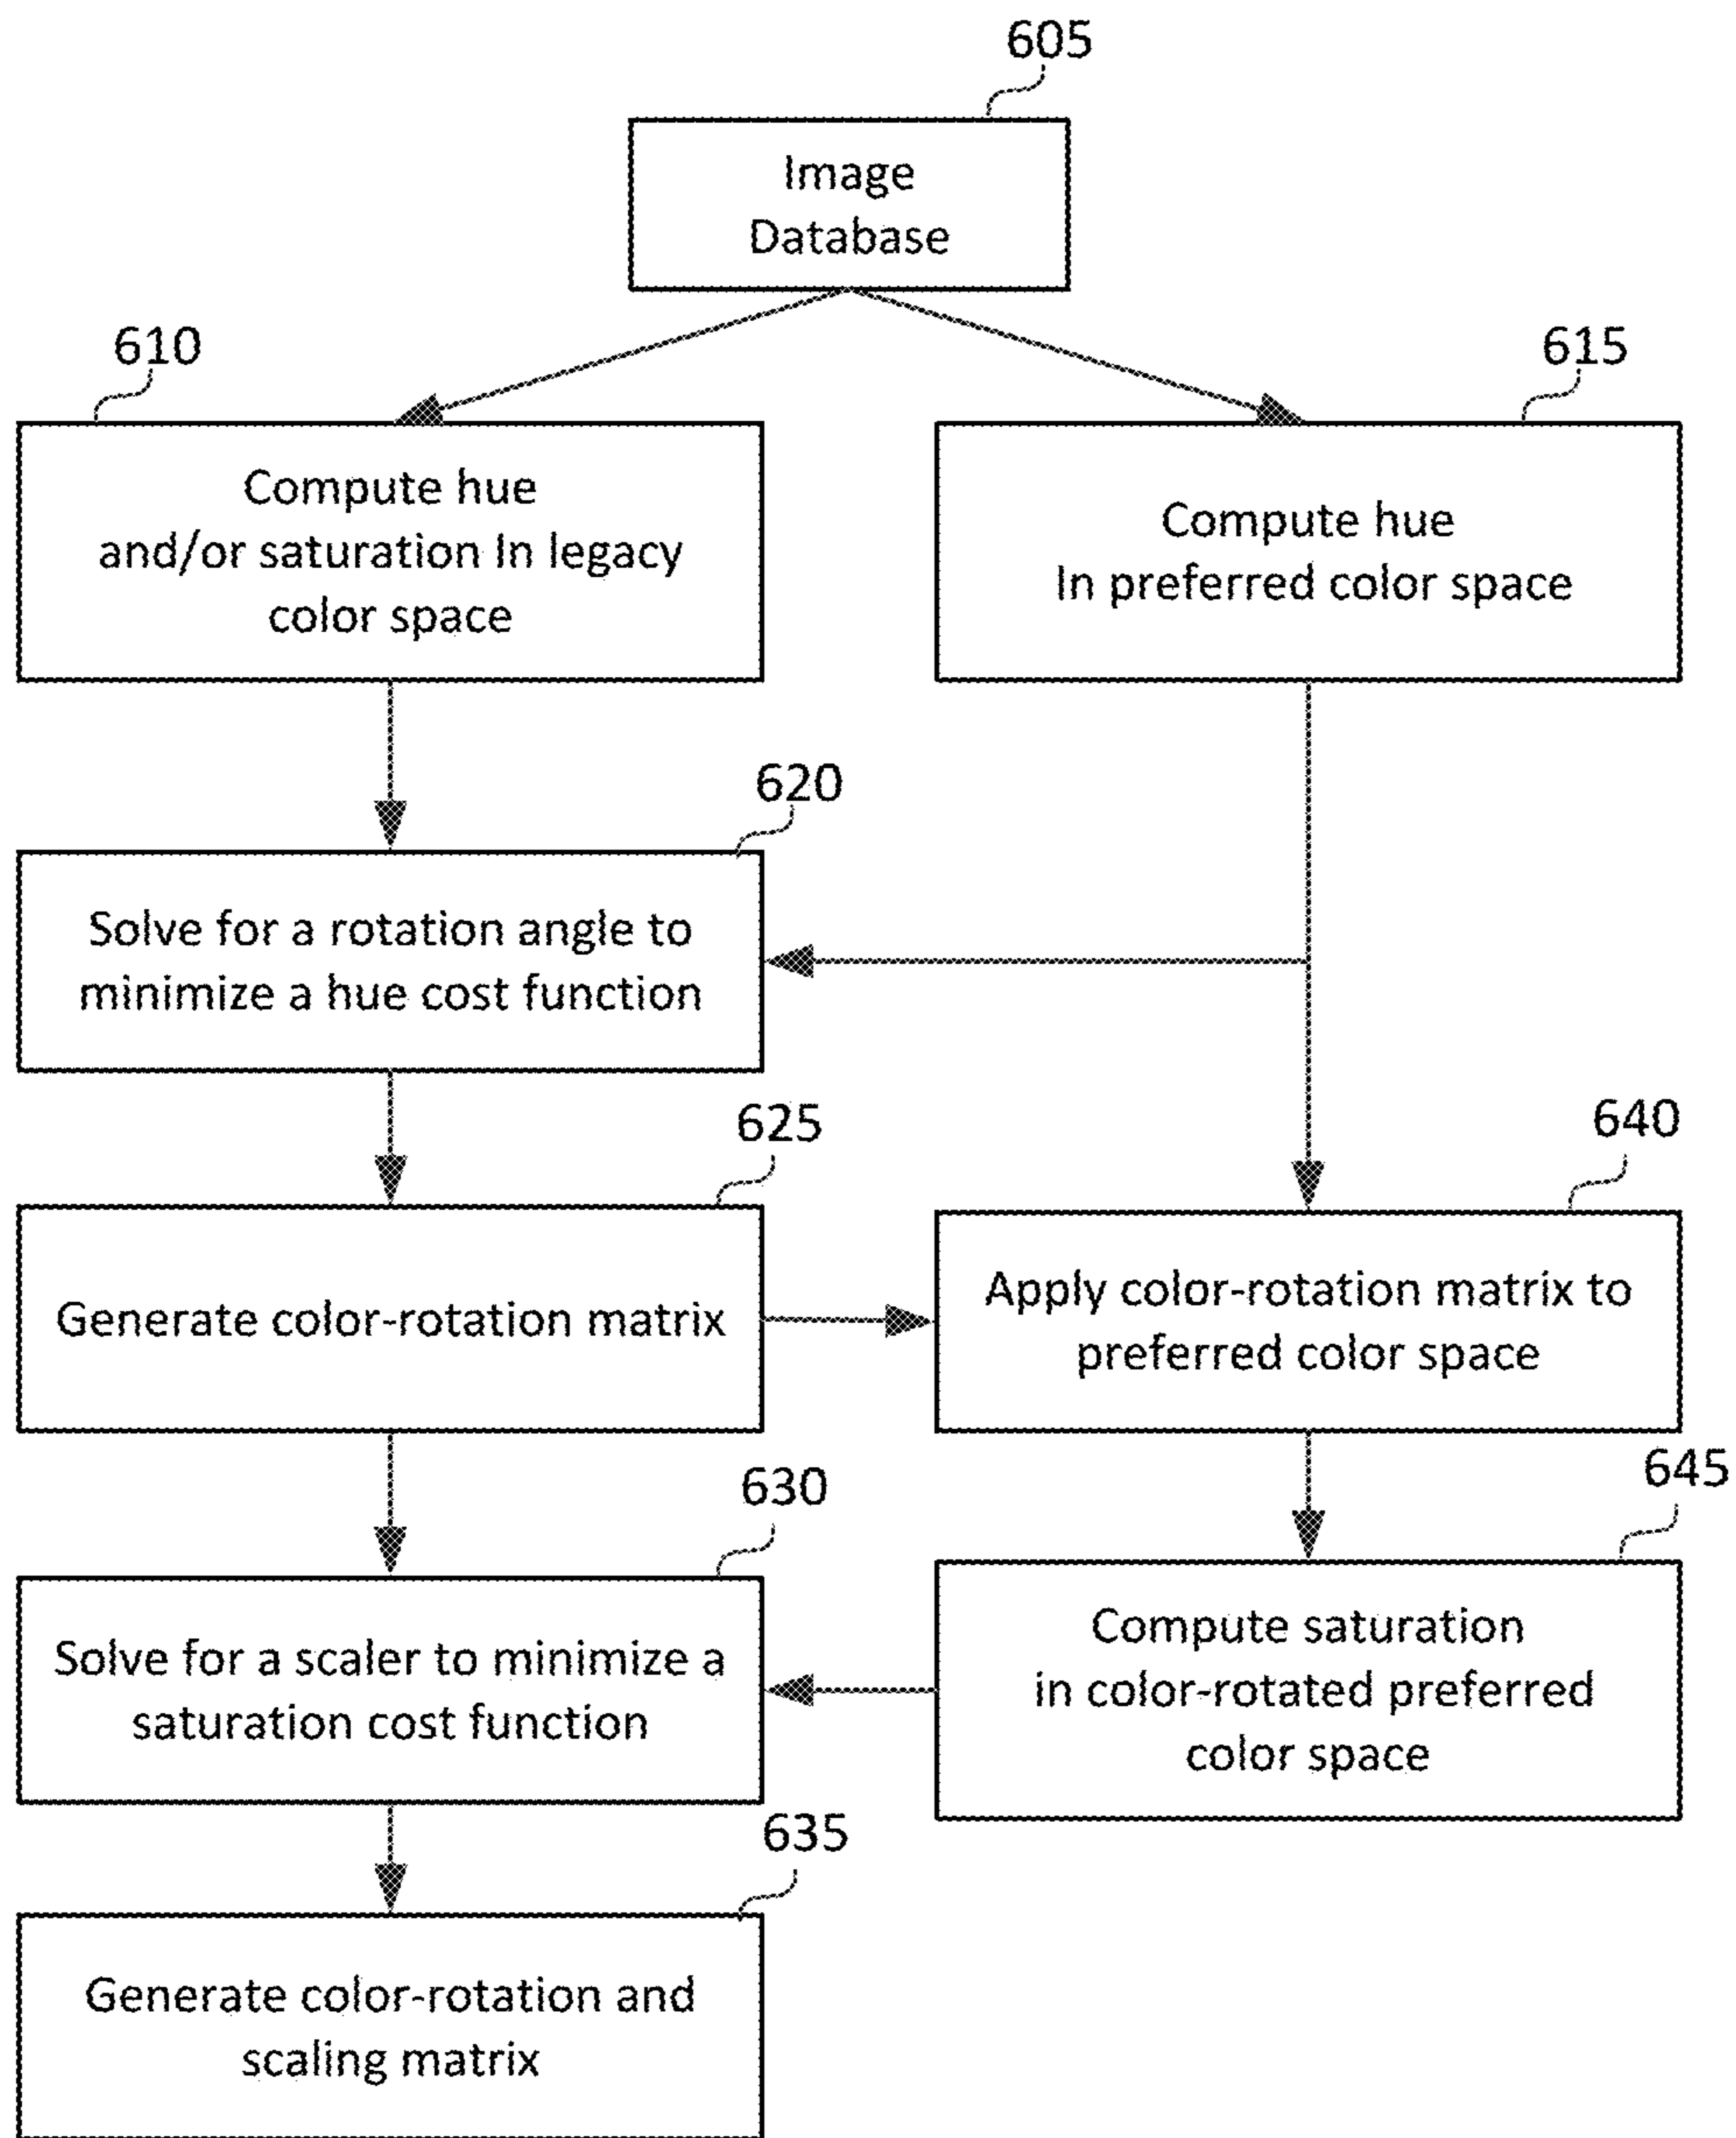 605
Image
Database
610
615
Compute hue
and/or saturation In legacy
color space
Compute hue
In preferred color space
620
Solve for a rotation angle to
minimize a hue cost function
625
640
Generate color-rotation matrix
Apply color-rotation matrix to
preferred color space
630
645
Solve for a scaler to minimize a
saturation cost function
Compute saturation
in color-rotated preferred
color space
635
Generate color-rotation and
scaling matrix